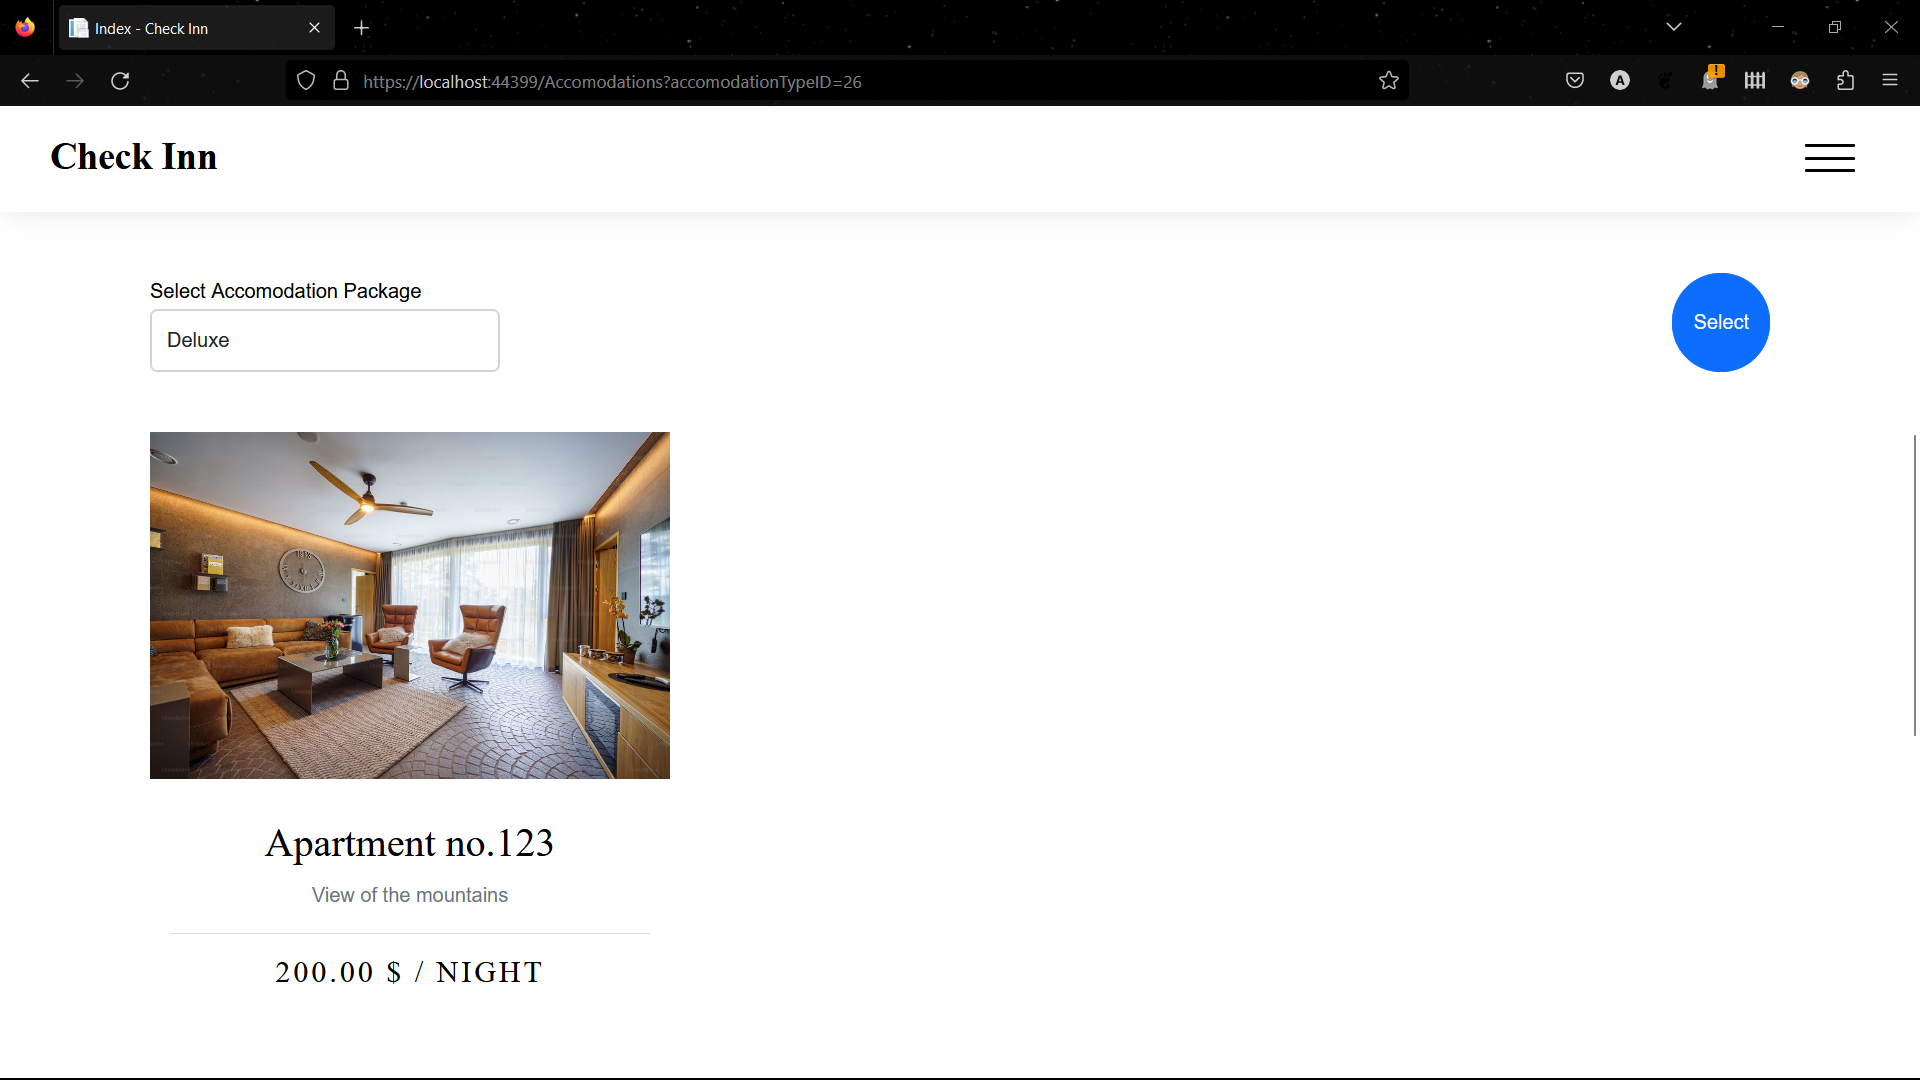 Index - Check Inn
https://localhost:44399/Accomodations?accomodationTypeID=26
Check Inn
Select Accomodation Package
Deluxe
Select
Apartment no.123
View of the mountains
200.00 $ / NIGHT